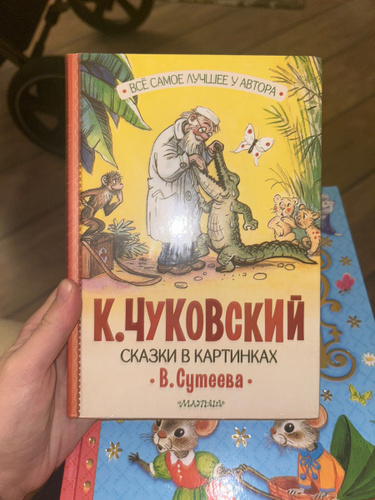 ВСЁ САМОЕ ЛУЧШЕЕ У АВТОРА
К. ЧУКОВСКИЙ
СКАЗКИ В КАРТИНКАХ
• В. Сутеева •
МАЛЫШ